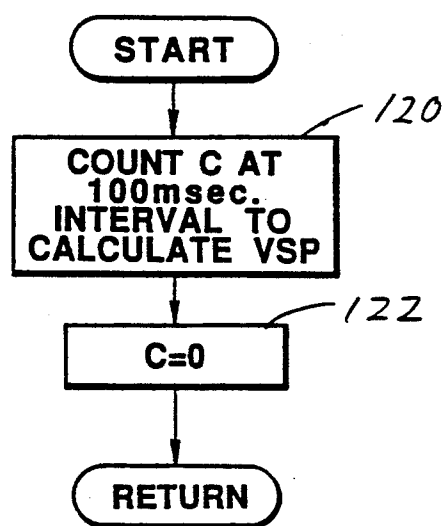 START
120
COUNT C AT
100msec.
INTERVAL TO
CALCULATE VSP
122
C=0
RETURN